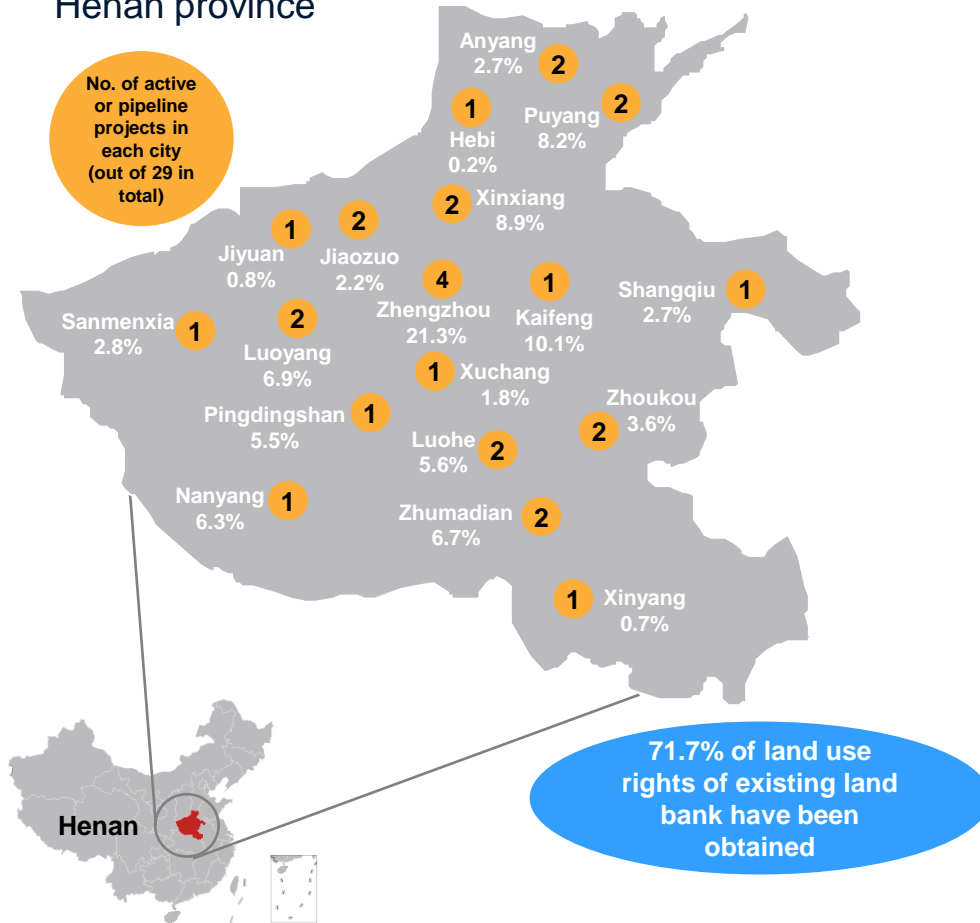 Henan province
No. of active
or pipeline
projects in
each city
(out of 29 in
total)
Anyang
2.7%
2
Puyang
8.2%
2
1
Hebi
0.2%
2
Xinxiang
8.9%
1
Jiyuan
0.8%
2
Jiaozuo
2.2%
4
Zhengzhou
21.3%
1
Kaifeng
10.1%
Shangqiu
2.7%
1
Sanmenxia
2.8%
1
2
Luoyang
6.9%
1
Xuchang
1.8%
Pingdingshan
5.5%
1
Luohe
5.6%
2
Zhoukou
3.6%
2
Nanyang
6.3%
1
Zhumadian
6.7%
2
1
Xinyang
0.7%
Henan
71.7% of land use
rights of existing land
bank have been
obtained